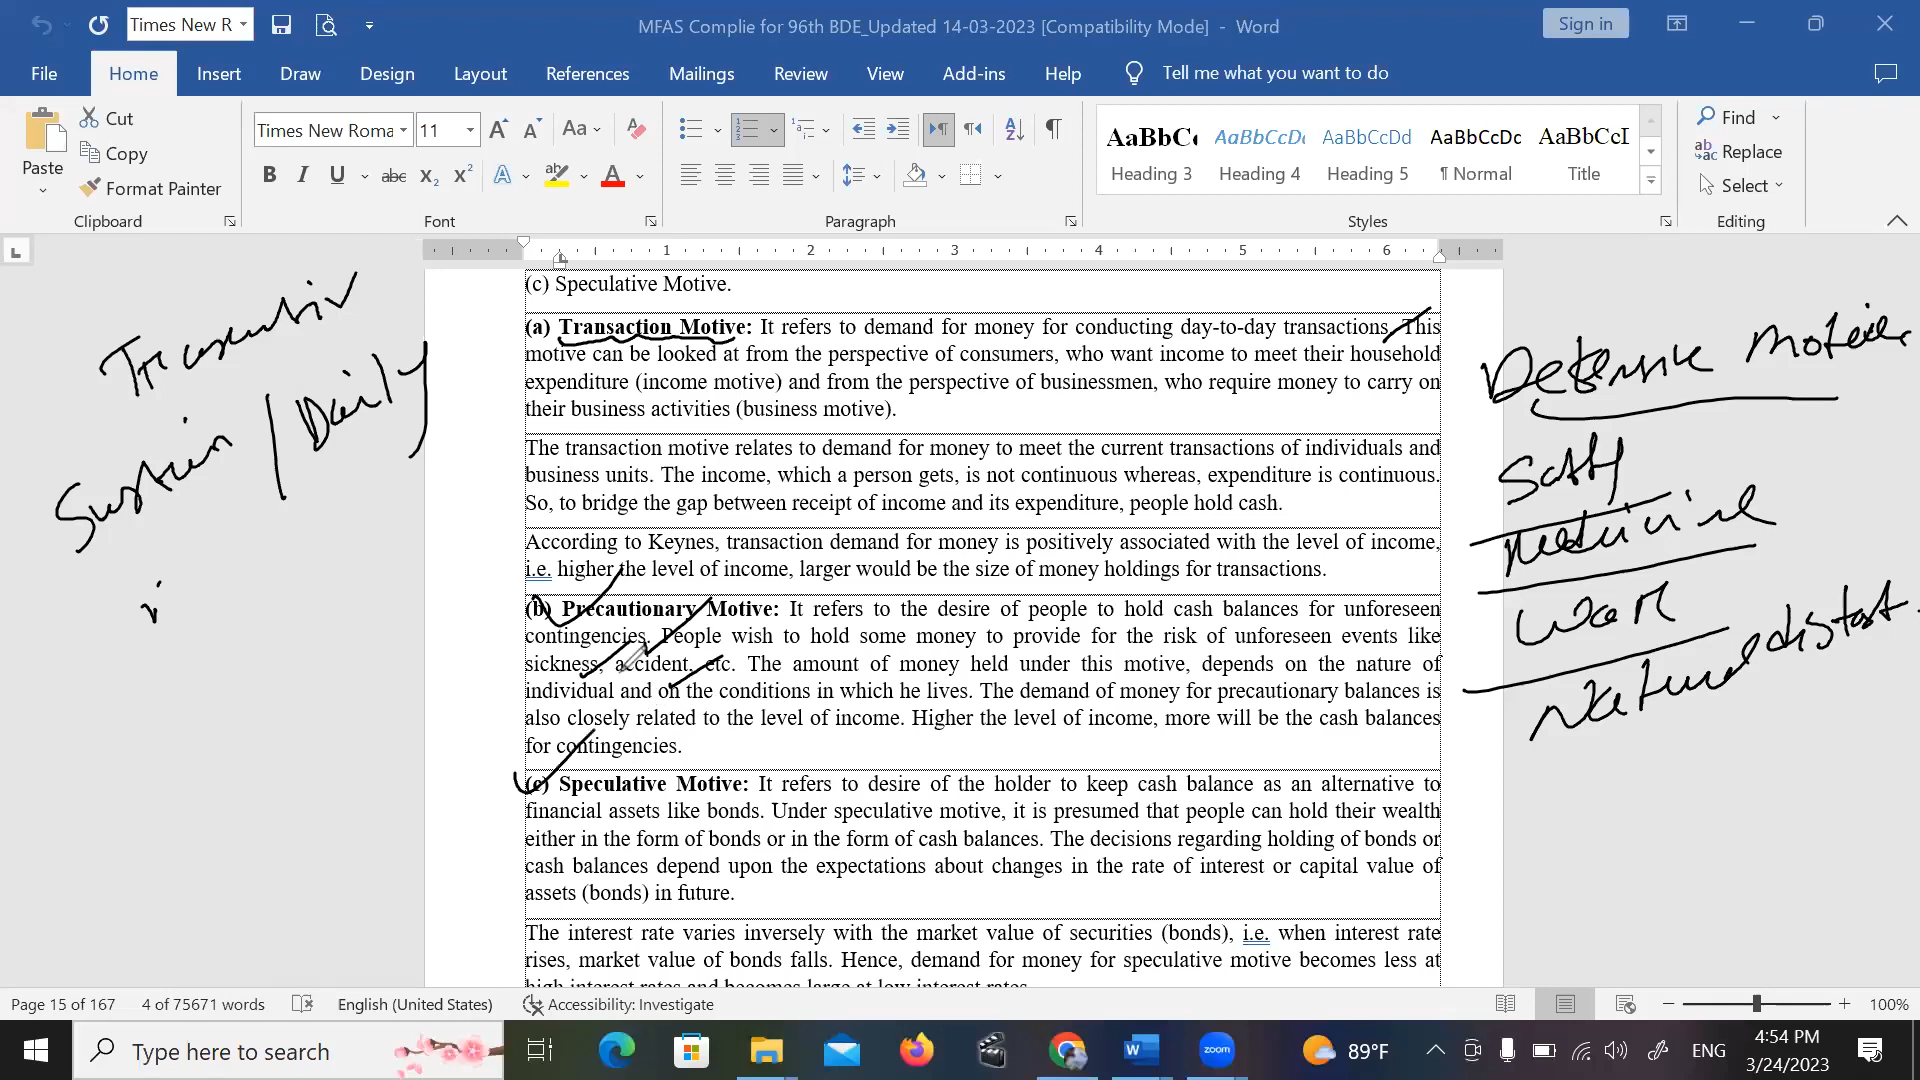 Times New R
MFAS Complie for 96th BDE_Updated 14-03-2023 [Compatibility Mode] - Word
Sign in
File Home Insert Draw Design Layout References Mailings Review View Add-ins Help Tell me what you want to do
Paste
Cut
Copy
Format Painter
Clipboard
Times New Roma 11
Font
Paragraph
AaBbCc AaBbCcDc AaBbCcDd AaBbCcDc AaBbCcD
Heading 3 Heading 4 Heading 5 ¶ Normal Title
Styles
Find
Replace
Select
Editing
1 2 3 4 5 6
(c) Speculative Motive.
(a) Transaction Motive: It refers to demand for money for conducting day-to-day transactions. This
motive can be looked at from the perspective of consumers, who want income to meet their household
expenditure (income motive) and from the perspective of businessmen, who require money to carry on
their business activities (business motive).
The transaction motive relates to demand for money to meet the current transactions of individuals and
business units. The income, which a person gets, is not continuous whereas, expenditure is continuous.
So, to bridge the gap between receipt of income and its expenditure, people hold cash.
According to Keynes, transaction demand for money is positively associated with the level of income,
i.e. higher the level of income, larger would be the size of money holdings for transactions.
(b) Precautionary Motive: It refers to the desire of people to hold cash balances for unforeseen
contingencies. People wish to hold some money to provide for the risk of unforeseen events like
sickness, accident, etc. The amount of money held under this motive, depends on the nature of
individual and on the conditions in which he lives. The demand of money for precautionary balances is
also closely related to the level of income. Higher the level of income, more will be the cash balances
for contingencies.
(c) Speculative Motive: It refers to desire of the holder to keep cash balance as an alternative to
financial assets like bonds. Under speculative motive, it is presumed that people can hold their wealth
either in the form of bonds or in the form of cash balances. The decisions regarding holding of bonds or
cash balances depend upon the expectations about changes in the rate of interest or capital value of
assets (bonds) in future.
The interest rate varies inversely with the market value of securities (bonds), i.e. when interest rate
rises, market value of bonds falls. Hence, demand for money for speculative motive becomes less at
high interest rates and becomes large at low interest rates.
/ Daily
Natural
Page 15 of 167 4 of 75671 words English (United States) Accessibility: Investigate 100%
Type here to search
zoom
89°F
ENG
4:54 PM
3/24/2023